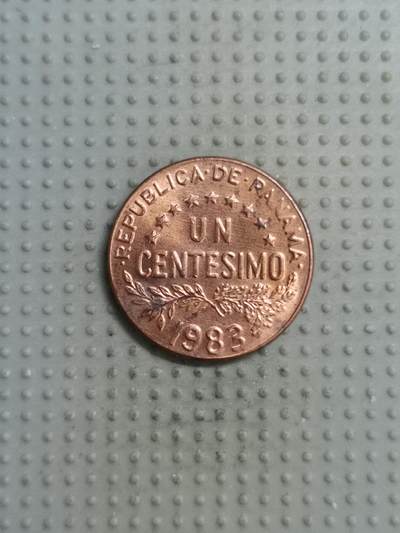 ·REPUBLICA·DE·PANAMA·
UN
CENTESIMO
1983